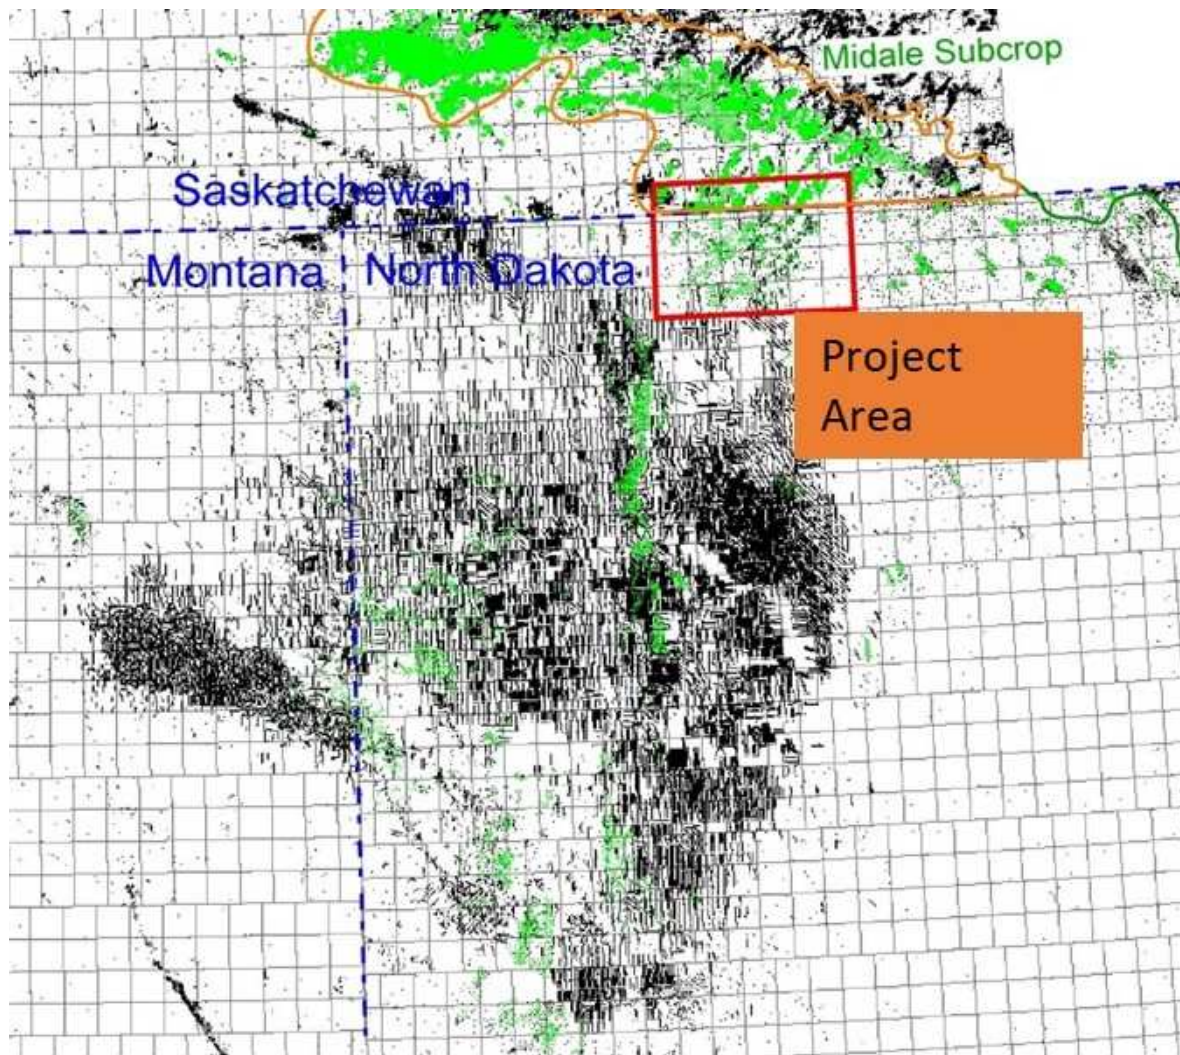 Midale Subcrop
Saskatchewan
Montana
North Dakota
Project
Area